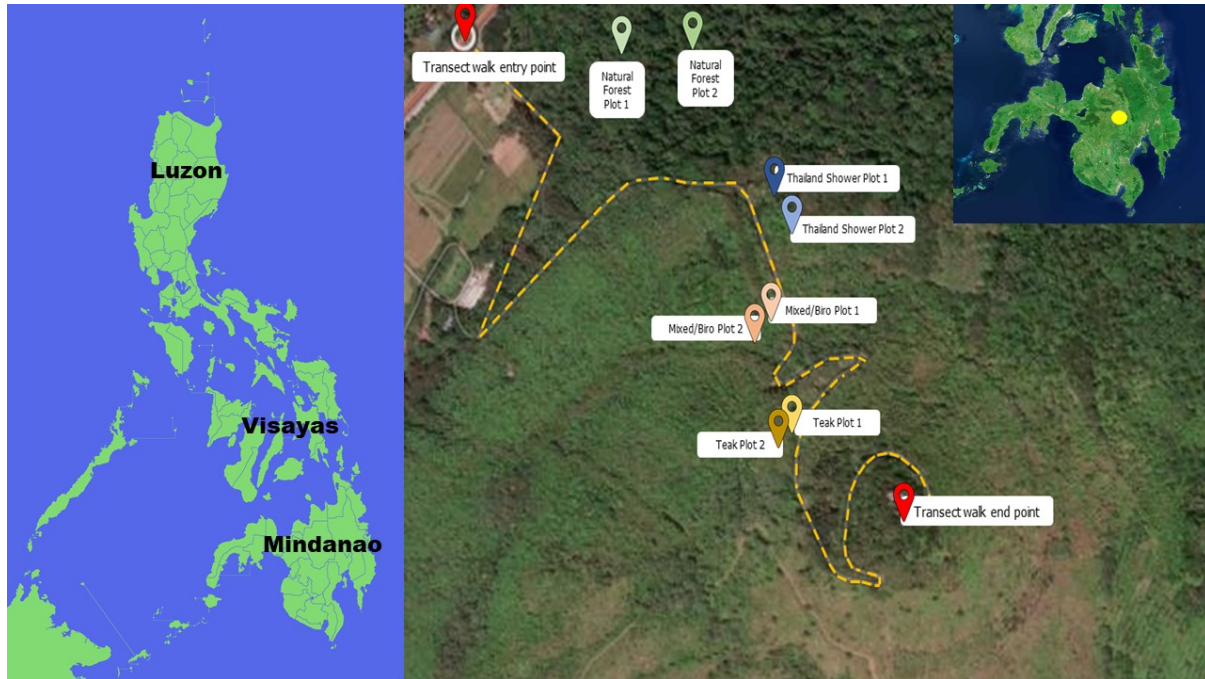 Luzon
Visayas
Mindanao
Transect walk entry point
Natural
Forest
Plot 1
Natural
Forest
Plot 2
Thailand Shower Plot 1
Thailand Shower Plot 2
Mixed/Biro Plot 1
Mixed/Biro Plot 2
Teak Plot 1
Teak Plot 2
Transect walk end point